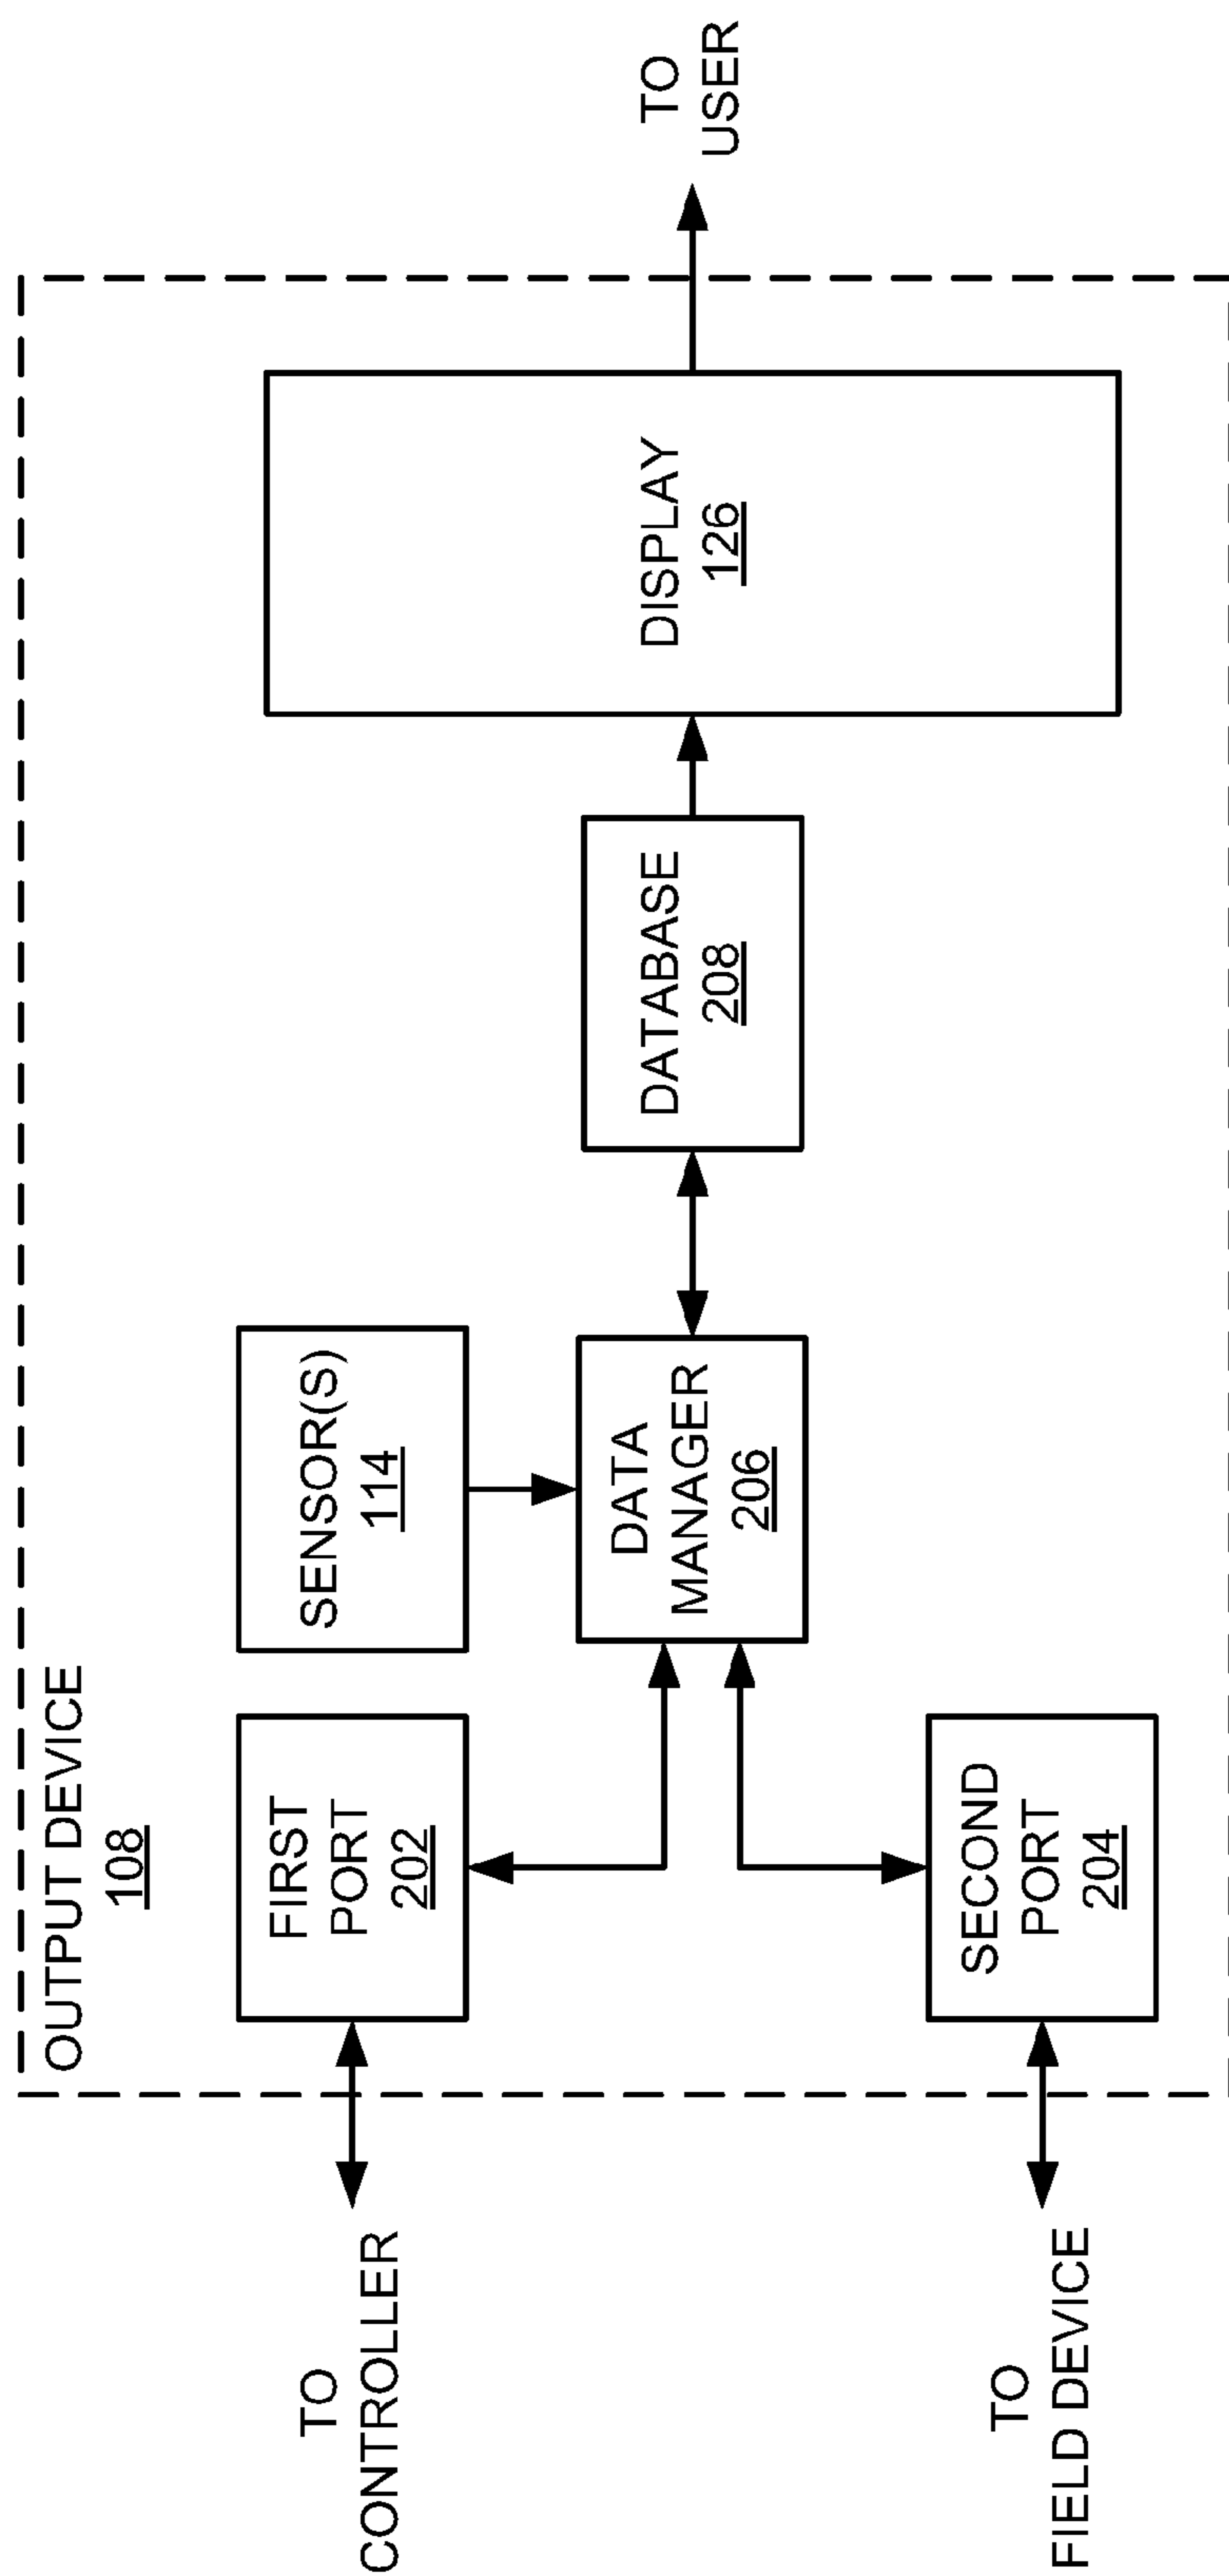 OUTPUT DEVICE
108
TO
CONTROLLER
FIRST
PORT
202
SENSOR(S)
114
DATA
MANAGER
206
DATABASE
208
DISPLAY
126
TO
USER
TO
FIELD DEVICE
SECOND
PORT
204